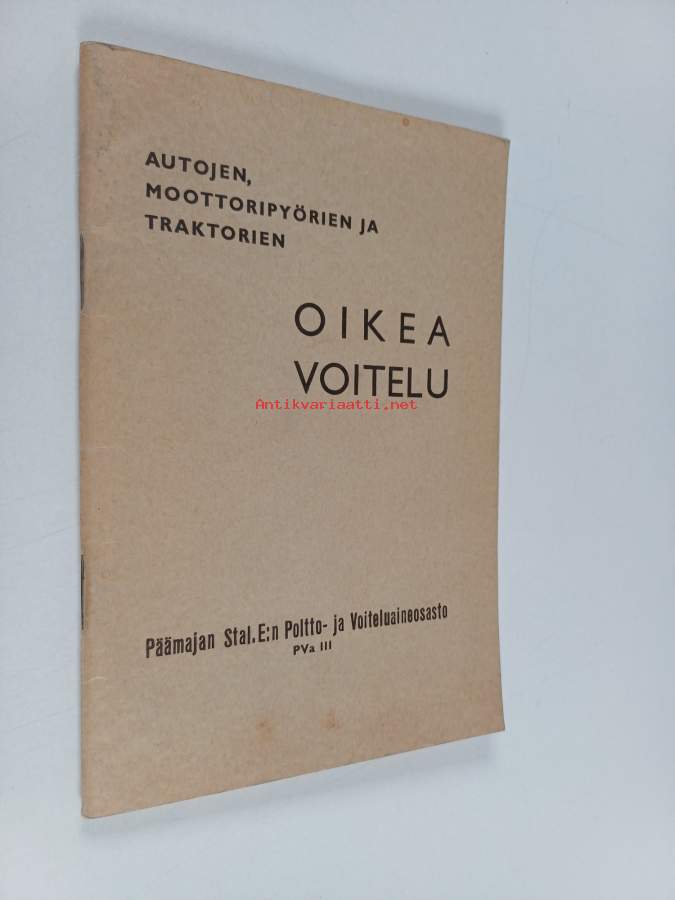 AUTOJEN,
MOOTTORIPYÖRIEN JA
TRAKTORIEN
OIKEA
VOITELU
Antikvariaatti.net
Päämajan Stal.E:n Poltto- ja Voiteluaineosasto
PVa III